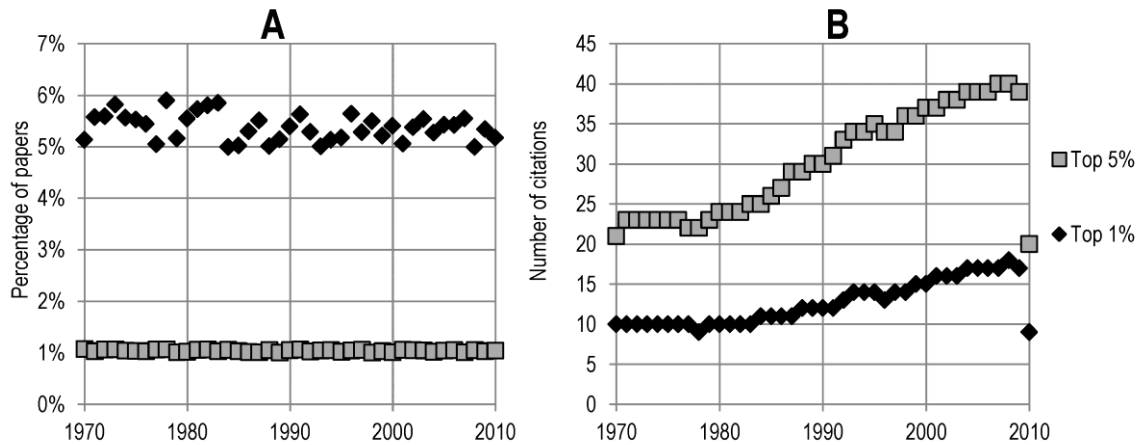 A
7%
6%
5%
4%
3%
2%
1%
0%
Percentage of papers
1970 1980 1990 2000 2010
B
45
40
35
30
25
20
15
10
5
0
Number of citations
1970 1980 1990 2000 2010
Top 5%
Top 1%